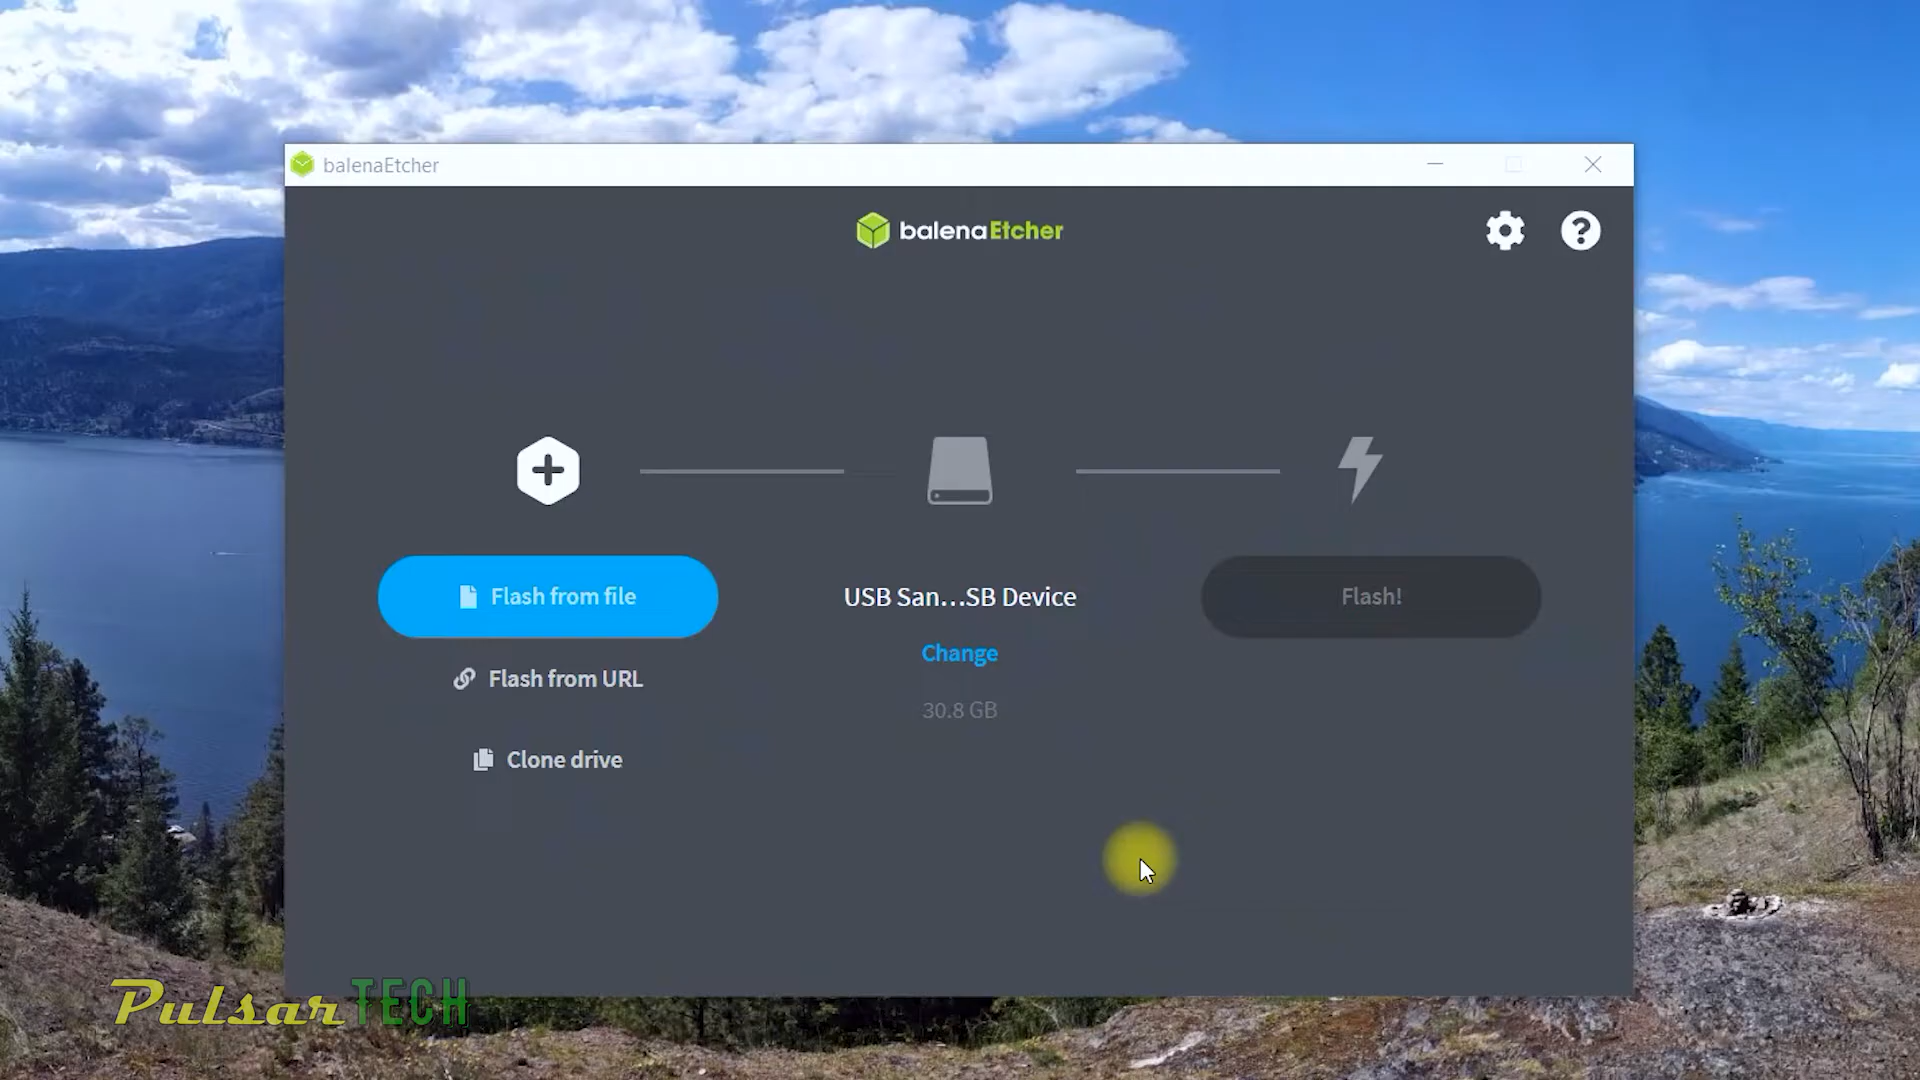 balenaEtcher
balenaEtcher
Flash from file
USB San...SB Device
Flash!
Change
Flash from URL
30.8 GB
Clone drive
Pulsar TECH